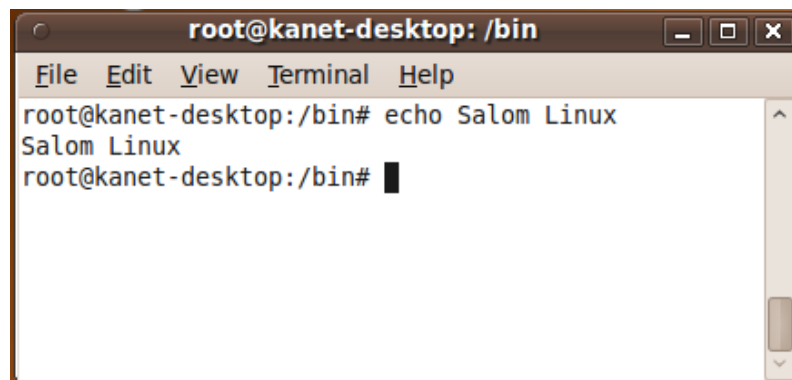 root@kanet-desktop: /bin
File Edit View Terminal Help
root@kanet-desktop:/bin# echo Salom Linux
Salom Linux
root@kanet-desktop:/bin#